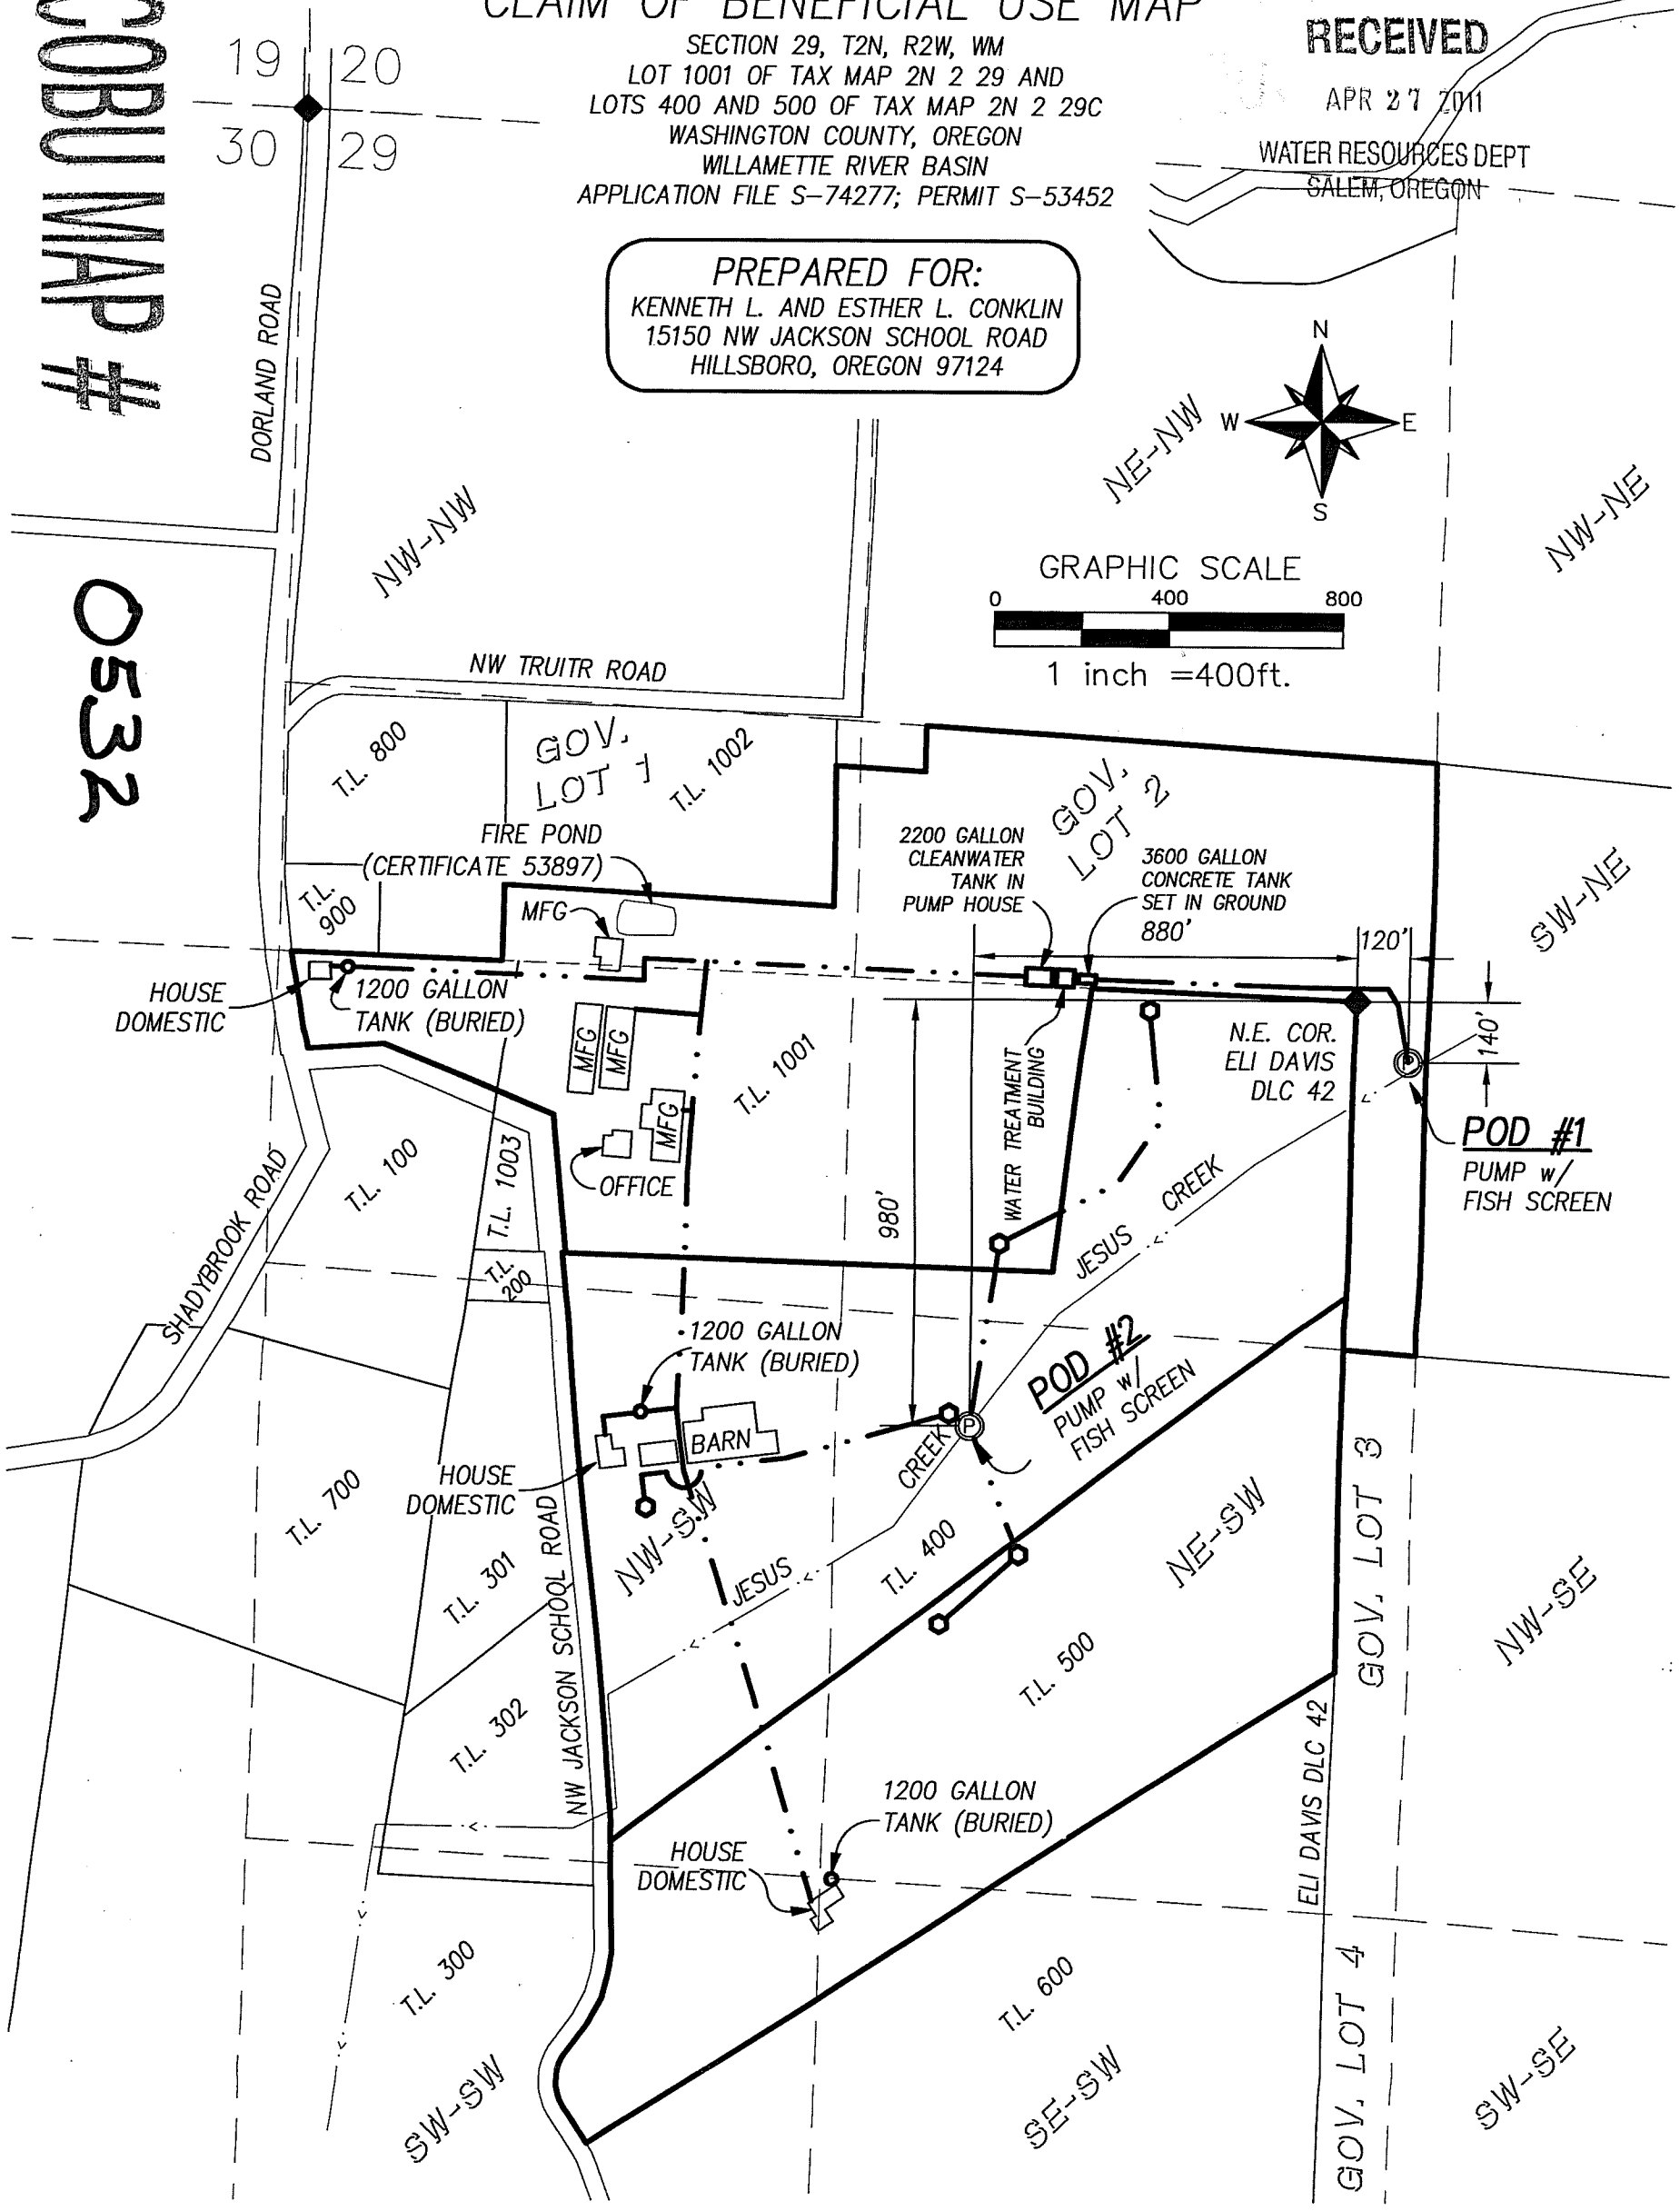 CLAIM OF BENEFICIAL USE MAP
SECTION 29, T2N, R2W, WM
LOT 1001 OF TAX MAP 2N 2 29 AND
LOTS 400 AND 500 OF TAX MAP 2N 2 29C
WASHINGTON COUNTY, OREGON
WILLAMETTE RIVER BASIN
APPLICATION FILE S-74277; PERMIT S-53452
RECEIVED
APR 27 2011
WATER RESOURCES DEPT
SALEM, OREGON
COBU MAP #
0532
19 20
30 29
PREPARED FOR:
KENNETH L. AND ESTHER L. CONKLIN
15150 NW JACKSON SCHOOL ROAD
HILLSBORO, OREGON 97124
DORLAND ROAD
N
W E
S
NW-NW
NE-NW
NW-NE
GRAPHIC SCALE
0 400 800
1 inch =400ft.
NW TRUITR ROAD
T.L. 800
GOV.
LOT 1
T.L. 1002
GOV.
LOT 2
FIRE POND
(CERTIFICATE 53897)
T.L.
900
MFG
2200 GALLON
CLEANWATER
TANK IN
PUMP HOUSE
3600 GALLON
CONCRETE TANK
SET IN GROUND
880'
120'
SW-NE
HOUSE
DOMESTIC
1200 GALLON
TANK (BURIED)
MFG
MFG
T.L. 1001
WATER TREATMENT
BUILDING
N.E. COR.
ELI DAVIS
DLC 42
140'
POD #1
PUMP w/
FISH SCREEN
MFG
OFFICE
T.L. 100
T.L. 1003
SHADYBROOK ROAD
980'
JESUS CREEK
T.L.
200
1200 GALLON
TANK (BURIED)
POD #2
PUMP w/
FISH SCREEN
P
P
BARN
HOUSE
DOMESTIC
CREEK
JESUS
T.L. 700
NW-SW
T.L. 400
NE-SW
GOV. LOT 3
T.L. 301
NW JACKSON SCHOOL ROAD
T.L. 500
NW-SE
T.L. 302
ELI DAVIS DLC 42
1200 GALLON
TANK (BURIED)
HOUSE
DOMESTIC
T.L. 300
T.L. 600
GOV. LOT 4
SW-SW
SE-SW
SW-SE